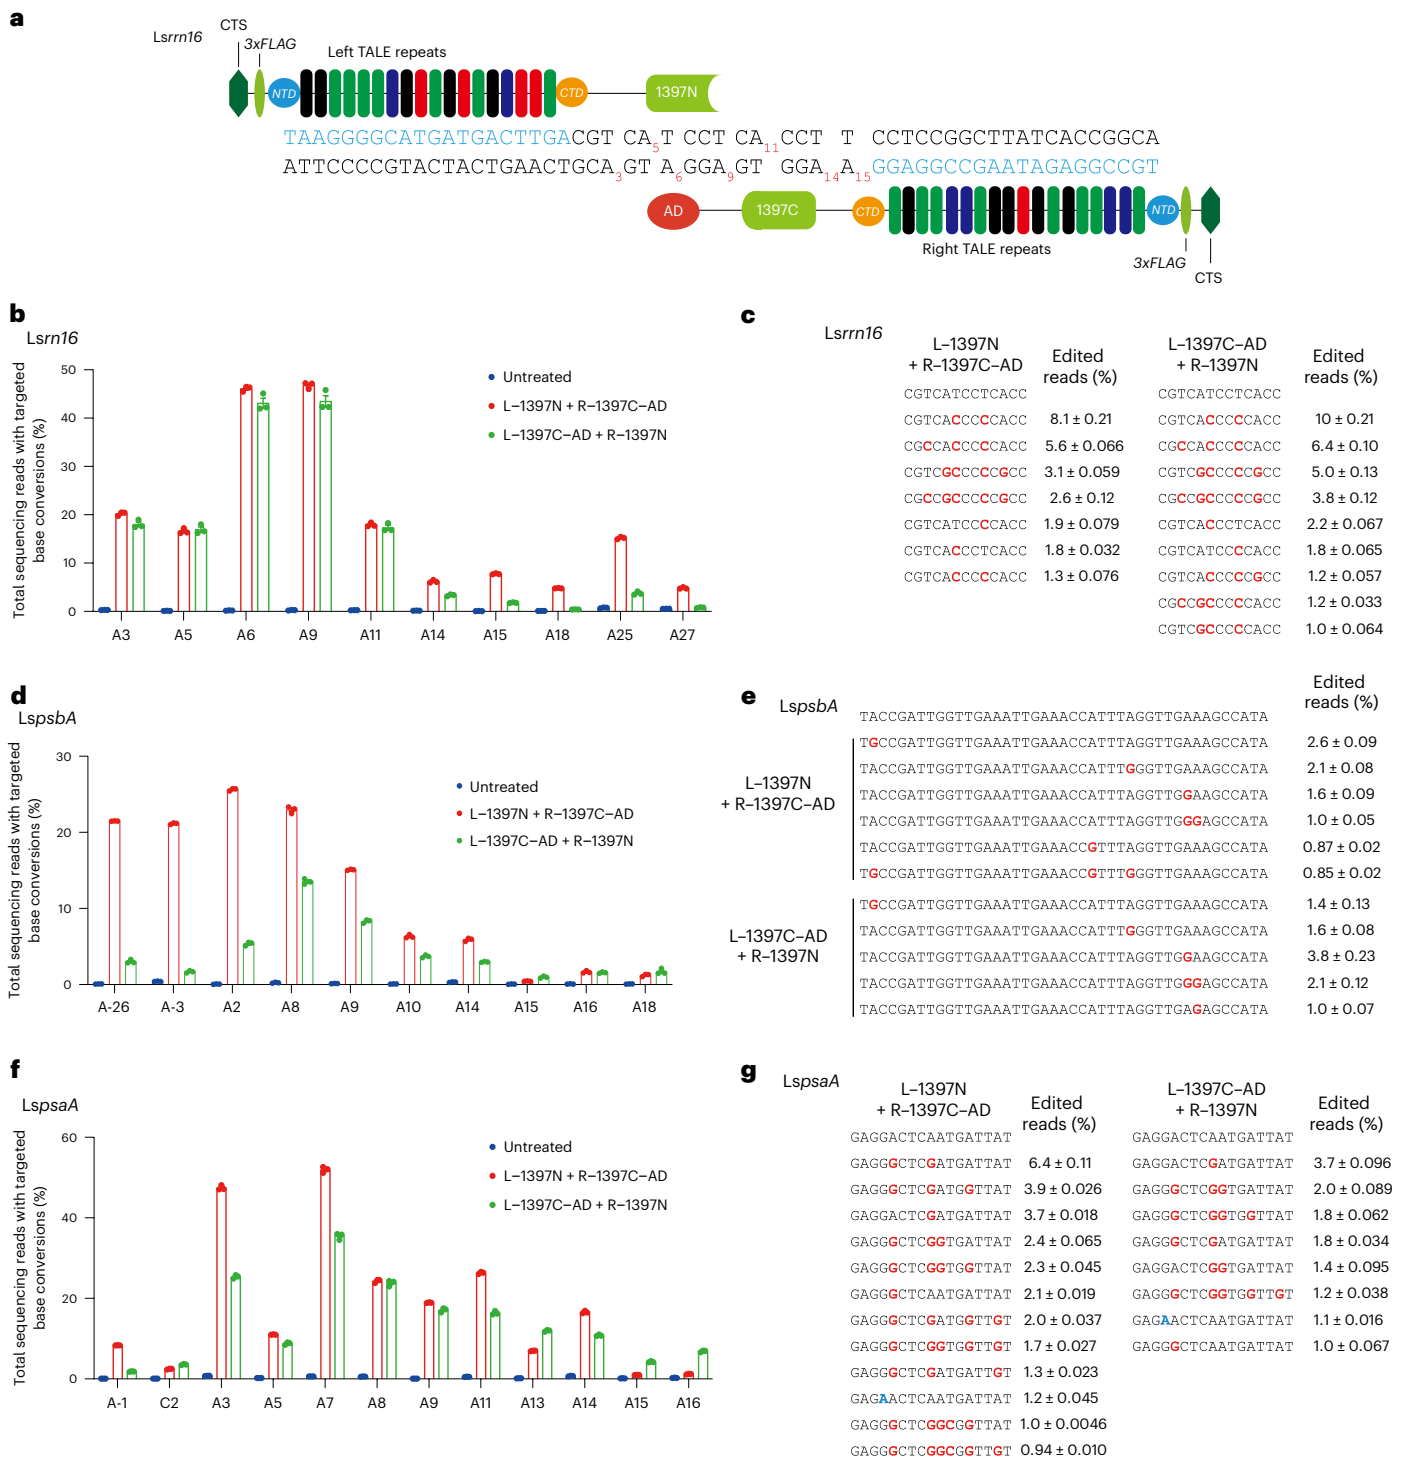 a
CTS
Lsrrn16
3xFLAG
Left TALE repeats
NTD
CTD
1397N
TAAGGGGCATGATGACTTGACGT CA5T CCT CA11CCT T CCTCCGGCTTATCACCGGCA
ATTCCCCGTACTACTGAACTGCA3GT A6GGA9GT GGA14A15GGAGGCCGAATAGAGGCCGT
AD
1397C
CTD
NTD
Right TALE repeats
3xFLAG
CTS
b
Lsrn16
Total sequencing reads with targeted base conversions (%)
50
40
30
20
10
0
Untreated
L–1397N + R–1397C–AD
L–1397C–AD + R–1397N
A3 A5 A6 A9 A11 A14 A15 A18 A25 A27
c
Lsrrn16
L–1397N + R–1397C–AD Edited reads (%) L–1397C–AD + R–1397N Edited reads (%)
CGTCATCCTCACC CGTCATCCTCACC
CGTCACCCCCACC 8.1 ± 0.21 CGTCACCCCCACC 10 ± 0.21
CGCCACCCCCACC 5.6 ± 0.066 CGCCACCCCCACC 6.4 ± 0.10
CGTCGCCCCCGCC 3.1 ± 0.059 CGTCGCCCCCGCC 5.0 ± 0.13
CGCCGCCCCCGCC 2.6 ± 0.12 CGCCGCCCCCGCC 3.8 ± 0.12
CGTCATCCCCACC 1.9 ± 0.079 CGTCACCCTCACC 2.2 ± 0.067
CGTCACCCTCACC 1.8 ± 0.032 CGTCATCCCCACC 1.8 ± 0.065
CGTCACCCCCACC 1.3 ± 0.076 CGTCACCCCCGCC 1.2 ± 0.057
CGCCGCCCCCACC 1.2 ± 0.033
CGTCGCCCCCACC 1.0 ± 0.064
d
LspsbA
Total sequencing reads with targeted base conversions (%)
30
20
10
0
Untreated
L–1397N + R–1397C–AD
L–1397C–AD + R–1397N
A-26 A-3 A2 A8 A9 A10 A14 A15 A16 A18
e
LspsbA
Edited reads (%)
TACCGATTGGTTGAAATTGAAACCATTTAGGTTGAAAGCCATA
L–1397N + R–1397C–AD
TGCCGATTGGTTGAAATTGAAACCATTTAGGTTGAAAGCCATA 2.6 ± 0.09
TACCGATTGGTTGAAATTGAAACCATTTGGGTTGAAAGCCATA 2.1 ± 0.08
TACCGATTGGTTGAAATTGAAACCATTTAGGTTGGAAGCCATA 1.6 ± 0.09
TACCGATTGGTTGAAATTGAAACCATTTAGGTTGGGAGCCATA 1.0 ± 0.05
TACCGATTGGTTGAAATTGAAACCGTTTAGGTTGAAAGCCATA 0.87 ± 0.02
TGCCGATTGGTTGAAATTGAAACCGTTTGGGTTGAAAGCCATA 0.85 ± 0.02
L–1397C–AD + R–1397N
TGCCGATTGGTTGAAATTGAAACCATTTAGGTTGAAAGCCATA 1.4 ± 0.13
TACCGATTGGTTGAAATTGAAACCATTTGGGTTGAAAGCCATA 1.6 ± 0.08
TACCGATTGGTTGAAATTGAAACCATTTAGGTTGGAAGCCATA 3.8 ± 0.23
TACCGATTGGTTGAAATTGAAACCATTTAGGTTGGGAGCCATA 2.1 ± 0.12
TACCGATTGGTTGAAATTGAAACCATTTAGGTTGAGAGCCATA 1.0 ± 0.07
f
LspsaA
Total sequencing reads with targeted base conversions (%)
60
40
20
0
Untreated
L–1397N + R–1397C–AD
L–1397C–AD + R–1397N
A-1 C2 A3 A5 A7 A8 A9 A11 A13 A14 A15 A16
g
LspsaA
L–1397N + R–1397C–AD Edited reads (%) L–1397C–AD + R–1397N Edited reads (%)
GAGGACTCAATGATTAT GAGGACTCAATGATTAT
GAGGGCTCGATGATTAT 6.4 ± 0.11 GAGGACTCGATGATTAT 3.7 ± 0.096
GAGGGCTCGATGGTTAT 3.9 ± 0.026 GAGGGCTCGGTGATTAT 2.0 ± 0.089
GAGGACTCGATGATTAT 3.7 ± 0.018 GAGGGCTCGGTGGTTAT 1.8 ± 0.062
GAGGGCTCGGTGATTAT 2.4 ± 0.065 GAGGGCTCGATGATTAT 1.8 ± 0.034
GAGGGCTCGGTGGTTAT 2.3 ± 0.045 GAGGACTCGGTGATTAT 1.4 ± 0.095
GAGGGCTCAATGATTAT 2.1 ± 0.019 GAGGGCTCGGTGGTTGT 1.2 ± 0.038
GAGGGCTCGATGGTTGT 2.0 ± 0.037 GAGAACTCAATGATTAT 1.1 ± 0.016
GAGGGCTCGGTGGTTGT 1.7 ± 0.027 GAGGGCTCAATGATTAT 1.0 ± 0.067
GAGGGCTCGATGATTGT 1.3 ± 0.023
GAGAACTCAATGATTAT 1.2 ± 0.045
GAGGGCTCGGCGGTTAT 1.0 ± 0.0046
GAGGGCTCGGCGGTTGT 0.94 ± 0.010